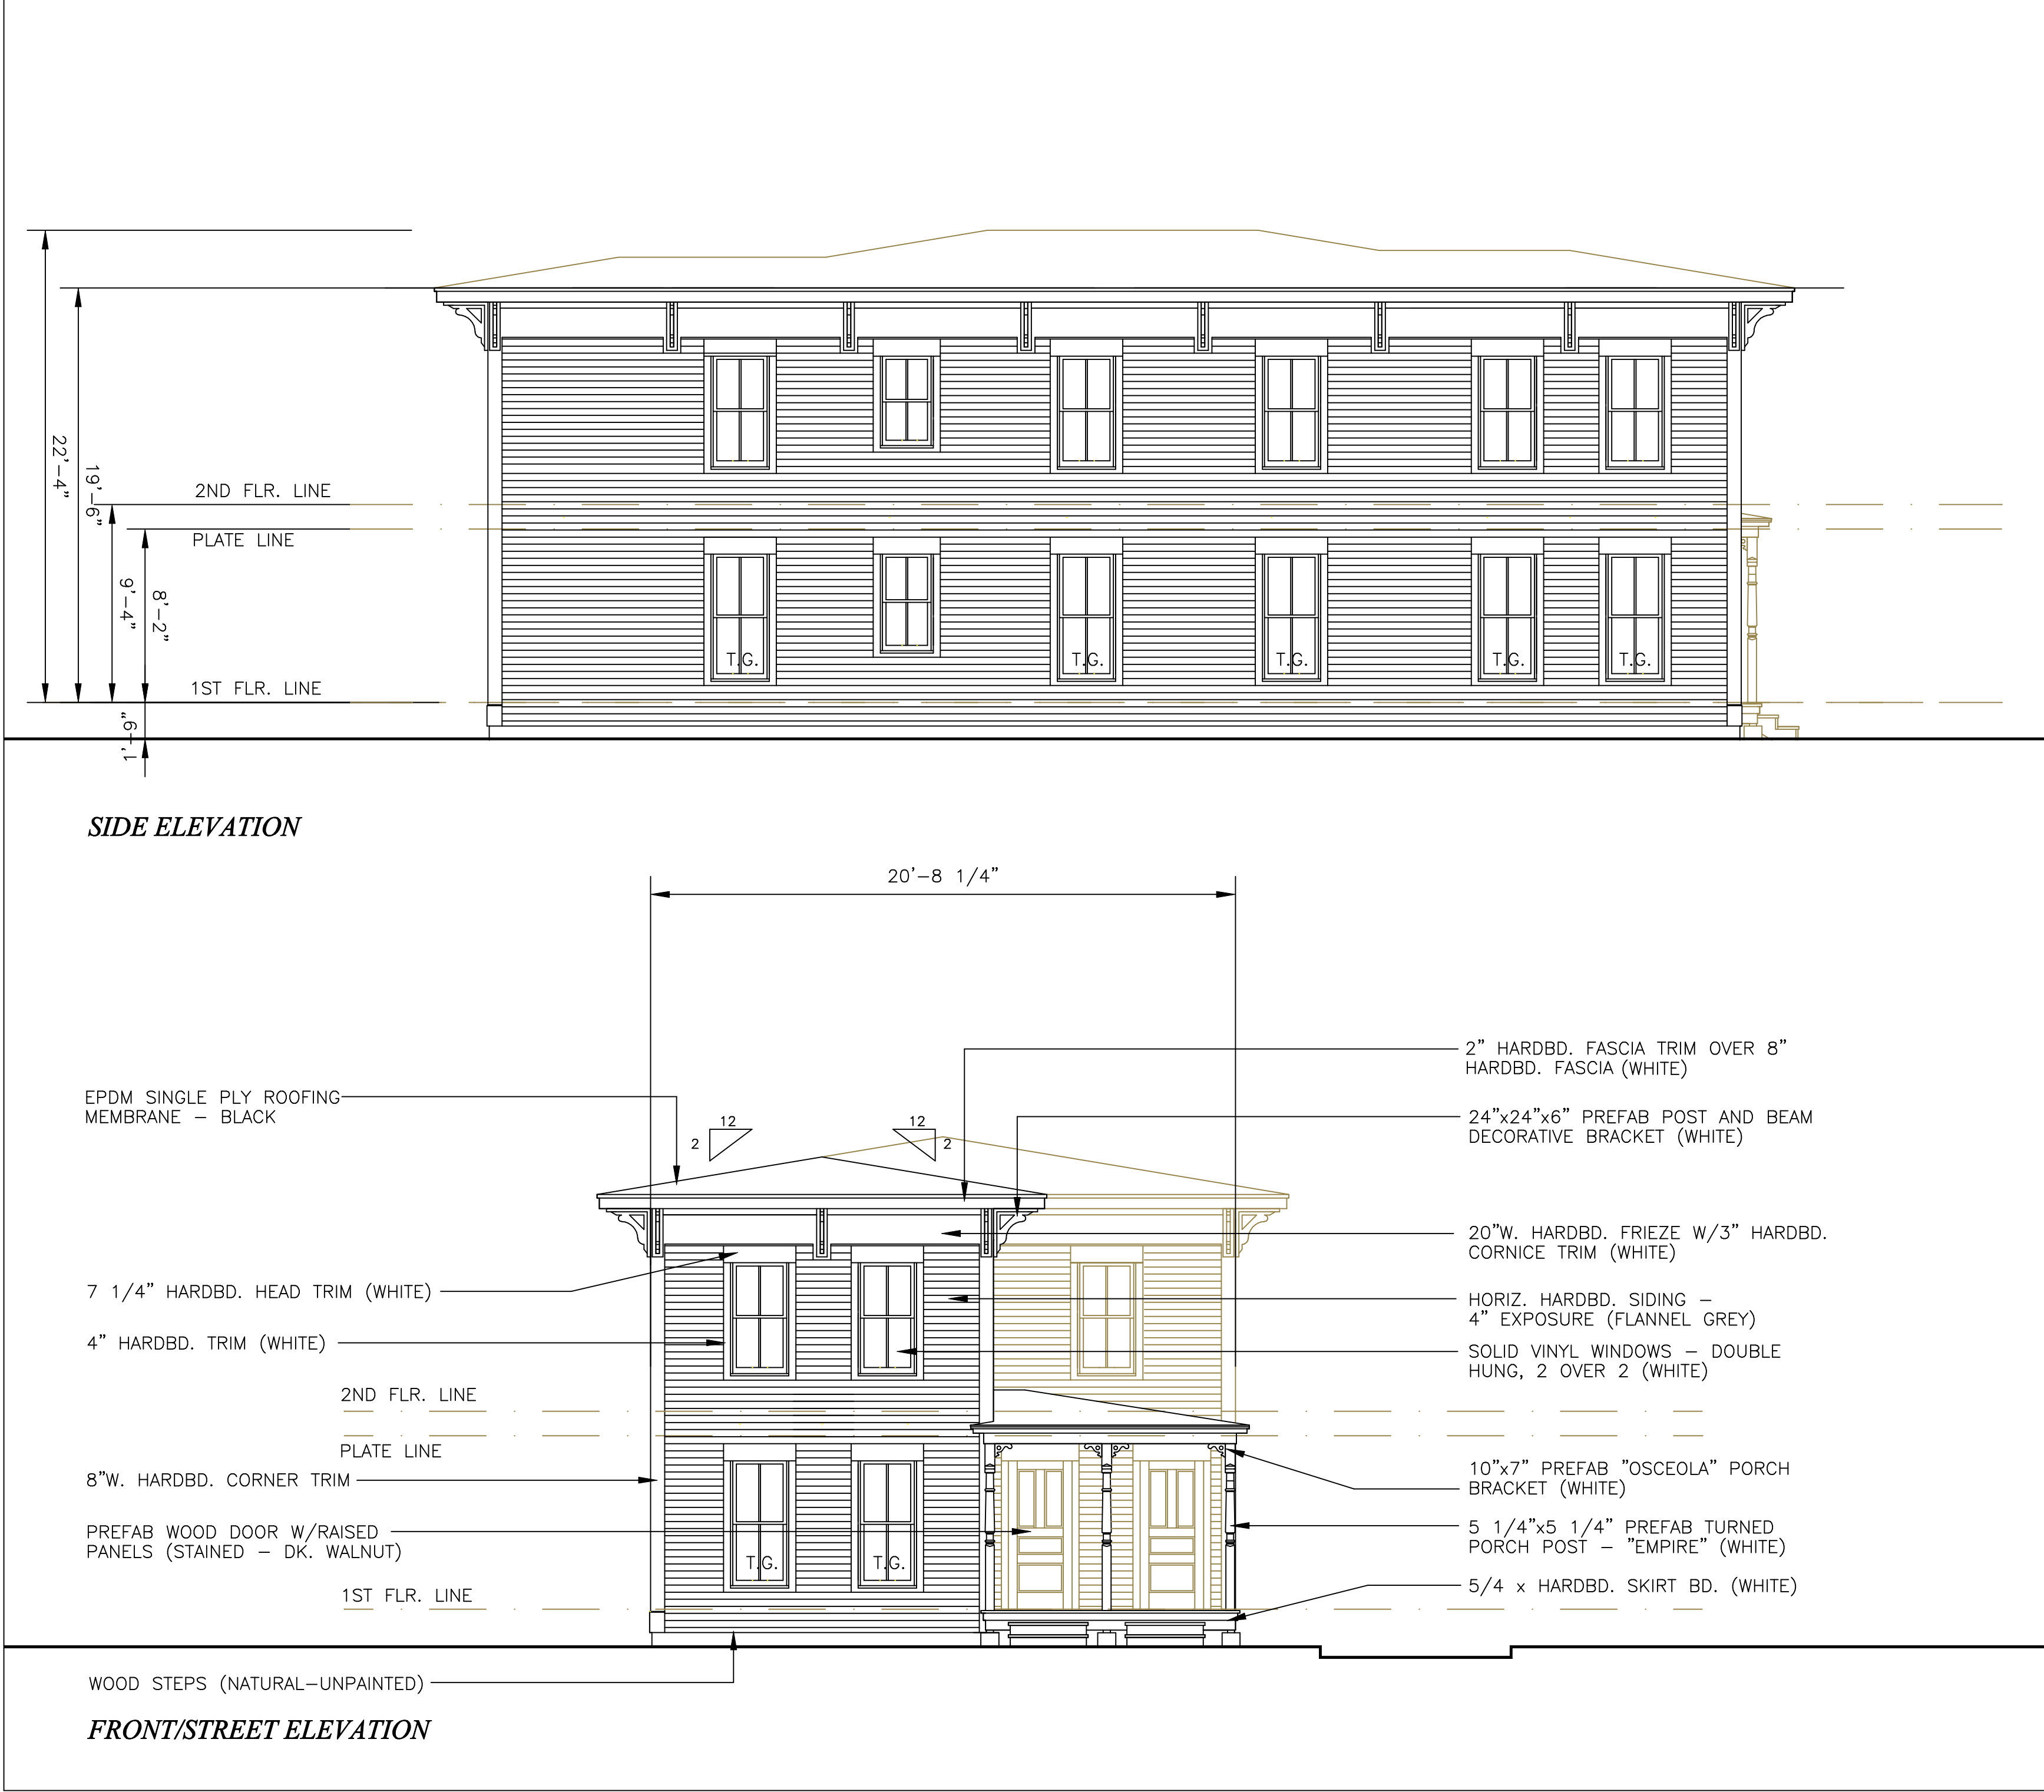 22'-4"
19'-6"
2ND FLR. LINE
PLATE LINE
9'-4"
8'-2"
1ST FLR. LINE
1'-6"
T.G.
T.G.
T.G.
T.G.
T.G.
SIDE ELEVATION
20'-8 1/4"
2" HARDBD. FASCIA TRIM OVER 8"
HARDBD. FASCIA (WHITE)
EPDM SINGLE PLY ROOFING
MEMBRANE - BLACK
12
2
12
2
24"x24"x6" PREFAB POST AND BEAM
DECORATIVE BRACKET (WHITE)
20"W. HARDBD. FRIEZE W/3" HARDBD.
CORNICE TRIM (WHITE)
7 1/4" HARDBD. HEAD TRIM (WHITE)
HORIZ. HARDBD. SIDING -
4" EXPOSURE (FLANNEL GREY)
4" HARDBD. TRIM (WHITE)
SOLID VINYL WINDOWS - DOUBLE
HUNG, 2 OVER 2 (WHITE)
2ND FLR. LINE
PLATE LINE
8"W. HARDBD. CORNER TRIM
10"x7" PREFAB "OSCEOLA" PORCH
BRACKET (WHITE)
PREFAB WOOD DOOR W/RAISED
PANELS (STAINED - DK. WALNUT)
5 1/4"x5 1/4" PREFAB TURNED
PORCH POST - "EMPIRE" (WHITE)
T.G.
T.G.
1ST FLR. LINE
5/4 x HARDBD. SKIRT BD. (WHITE)
WOOD STEPS (NATURAL-UNPAINTED)
FRONT/STREET ELEVATION